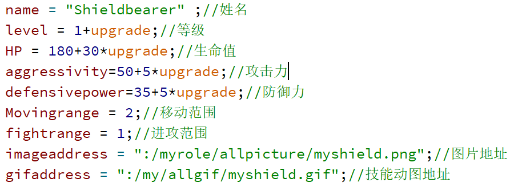 name = "Shieldbearer" ;//姓名
level = 1+upgrade;//等级
HP = 180+30*upgrade;//生命值
aggressivity=50+5*upgrade;//攻击力
defensivepower=35+5*upgrade;//防御力
Movingrange = 2;//移动范围
fightrange = 1;//进攻范围
imageaddress = ":/myrole/allpicture/myshield.png";//图片地址
gifaddress = ":/my/allgif/myshield.gif";//技能动图地址